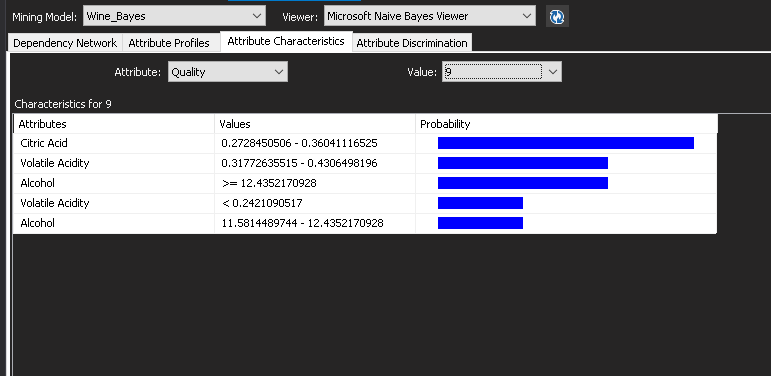 Mining Model: Wine_Bayes Viewer: Microsoft Naive Bayes Viewer
Dependency Network Attribute Profiles Attribute Characteristics Attribute Discrimination
Attribute: Quality Value: 9
Characteristics for 9
Attributes Values Probability
Citric Acid 0.2728450506 - 0.36041116525
Volatile Acidity 0.31772635515 - 0.4306498196
Alcohol >= 12.4352170928
Volatile Acidity < 0.2421090517
Alcohol 11.5814489744 - 12.4352170928